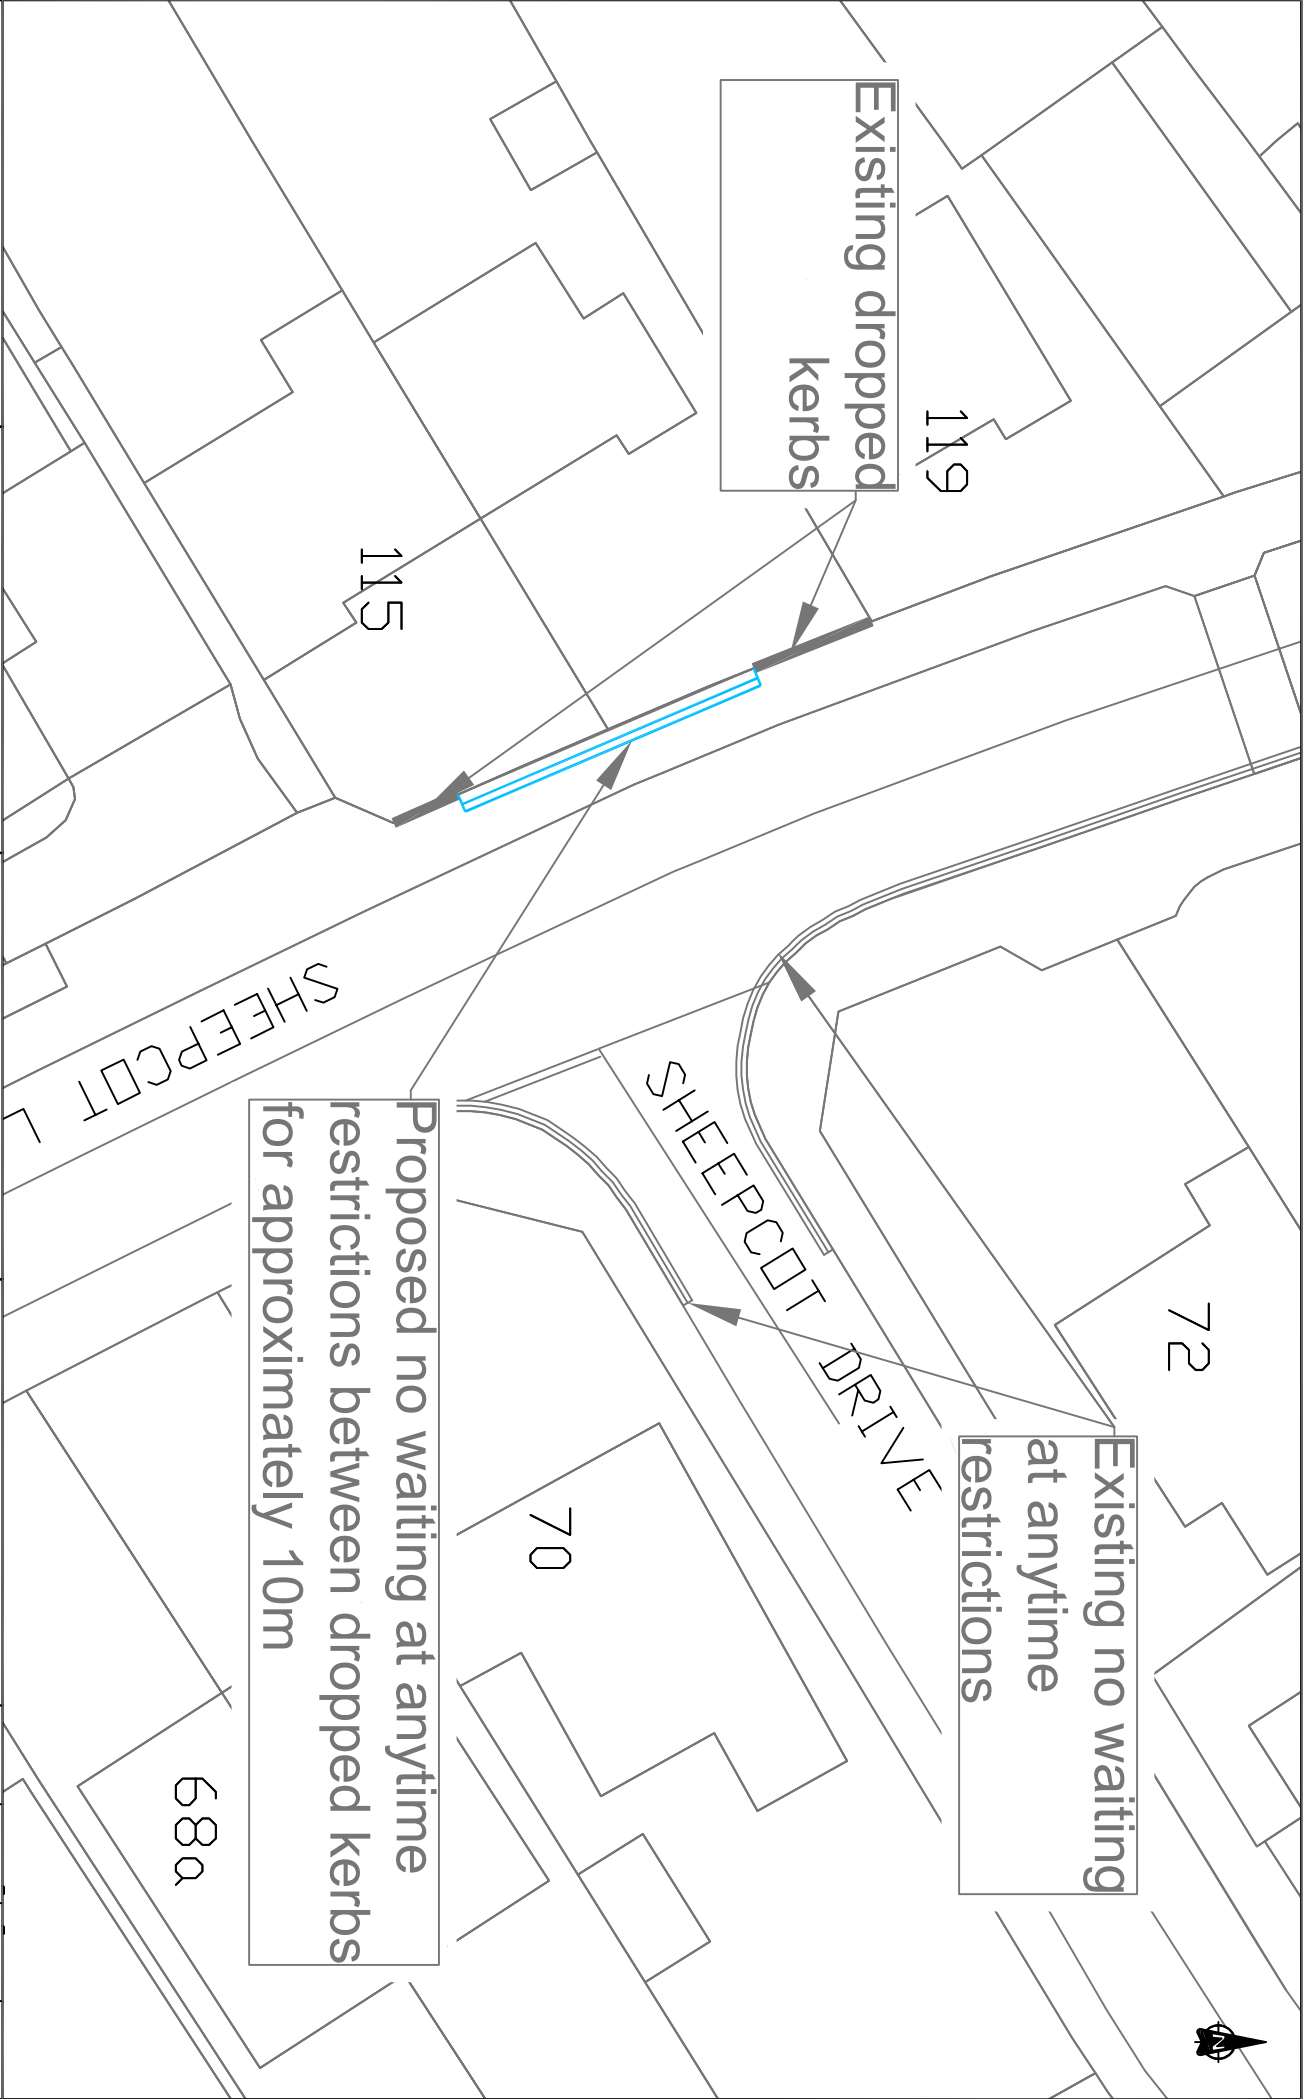 Existing dropped
kerbs
119
115
SHEEPCOT L
SHEEPCOT DRIVE
72
Existing no waiting
at anytime
restrictions
Proposed no waiting at anytime
restrictions between dropped kerbs
for approximately 10m
70
68a
N